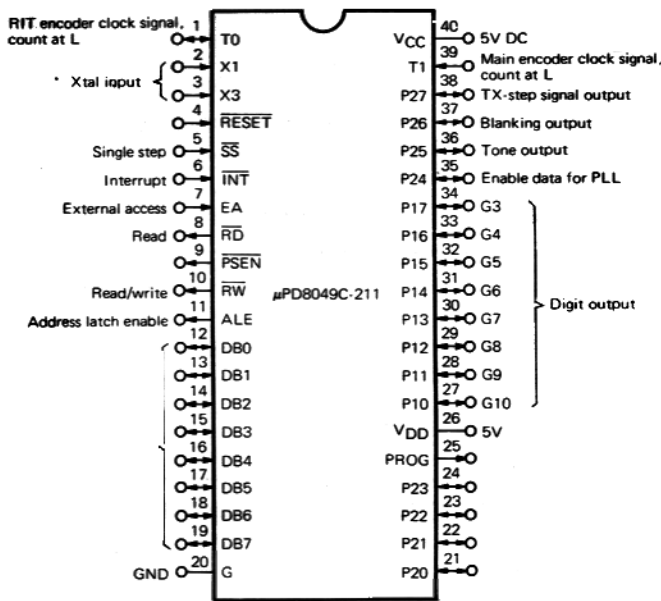 RIT encoder clock signal,
count at L
1
T0
2
X1
Xtal input
3
X3
4
RESET
5
Single step
SS
6
Interrupt
INT
7
External access
EA
8
Read
RD
9
PSEN
10
Read/write
RW
11
Address latch enable
ALE
12
DB0
13
DB1
14
DB2
15
DB3
16
DB4
17
DB5
18
DB6
19
DB7
20
GND
G
μPD8049C-211
40
VCC
5V DC
39
T1
Main encoder clock signal,
count at L
38
P27
TX-step signal output
37
P26
Blanking output
36
P25
Tone output
35
P24
Enable data for PLL
34
P17
G3
33
P16
G4
32
P15
G5
31
P14
G6
Digit output
30
P13
G7
29
P12
G8
28
P11
G9
27
P10
G10
26
VDD
5V
25
PROG
24
P23
23
P22
22
P21
21
P20